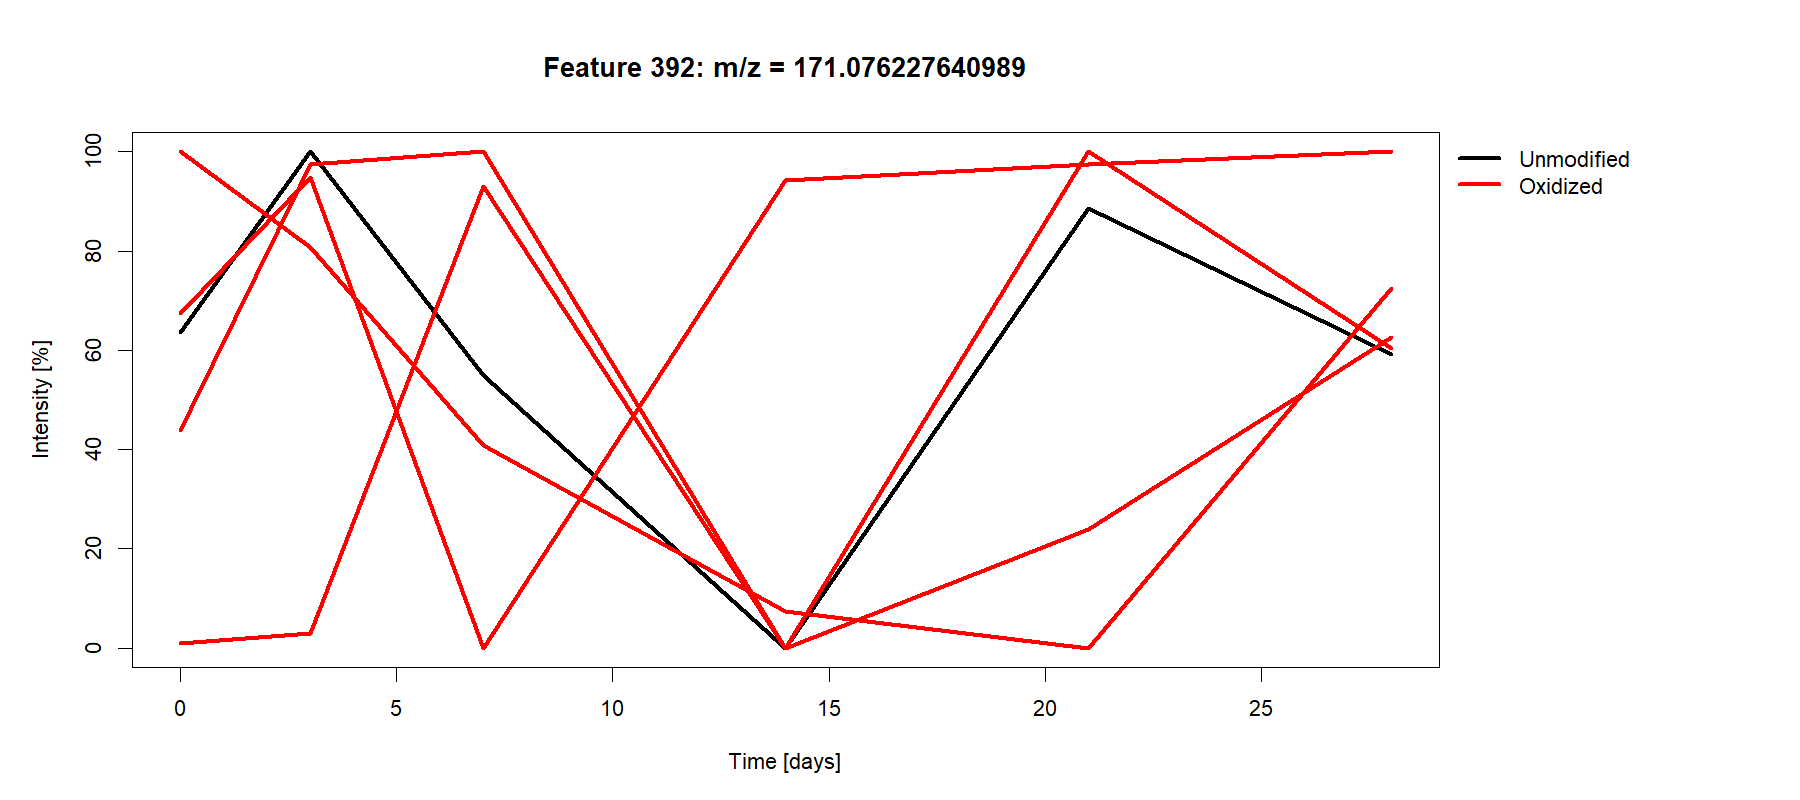 Feature 392: m/z = 171.076227640989
Unmodified
Oxidized
Intensity [%]
100
80
60
40
20
0
0 5 10 15 20 25
Time [days]